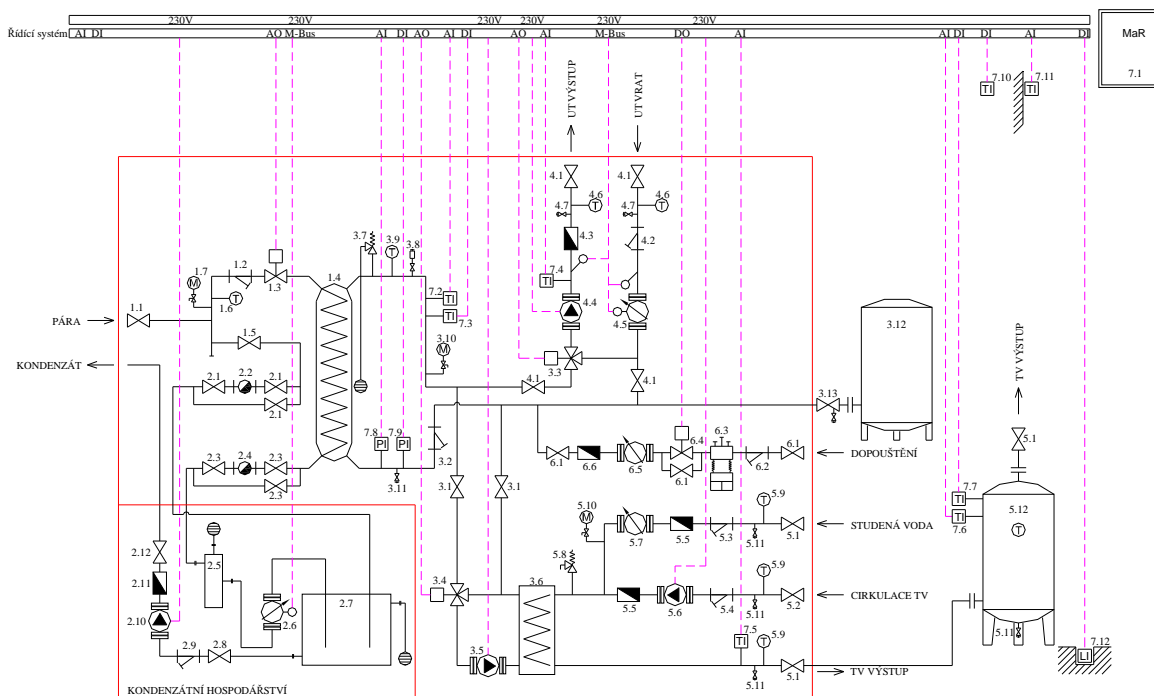 230V 230V 230V 230V 230V 230V
Řídící systém AI DI AO M-Bus AI DI AO AI DI AO AI M-Bus DO AI AI DI DI AI DI
MaR
7.1
7.10 7.11
TI TI
UT VÝSTUP
UT VRAT
4.1 4.1
4.6 T 4.6 T
4.7 4.7
4.3 4.2
3.7 3.9 T 3.8
1.7 M 1.2 1.3 1.4
1.6 T
7.4 TI
7.2 TI
7.3 TI
4.4 4.5
PÁRA 1.1
1.5
3.10 M
3.3
3.12
KONDENZÁT
2.1 2.2 2.1
2.1
4.1 4.1
3.13
TV VÝSTUP
7.8 PI 7.9 PI
3.2
6.4 6.3
6.1 6.6 6.5 6.1 6.2 6.1
DOPOUŠTĚNÍ
5.1
2.3 2.4 2.3
2.3
3.11
3.1 3.1
7.7 TI
7.6 TI
5.12
T
5.10 M
5.9 T
5.7 5.5 5.3 5.11 5.1
STUDENÁ VODA
2.12
2.5
5.8
5.9 T
2.11
3.4 3.6
5.5 5.6 5.4 5.11 5.2
CIRKULACE TV
2.10
2.6 2.7
2.9 2.8
3.5
7.5 TI 5.9 T
5.11 5.1
TV VÝSTUP
5.11
7.12
LI
KONDENZÁTNÍ HOSPODÁŘSTVÍ